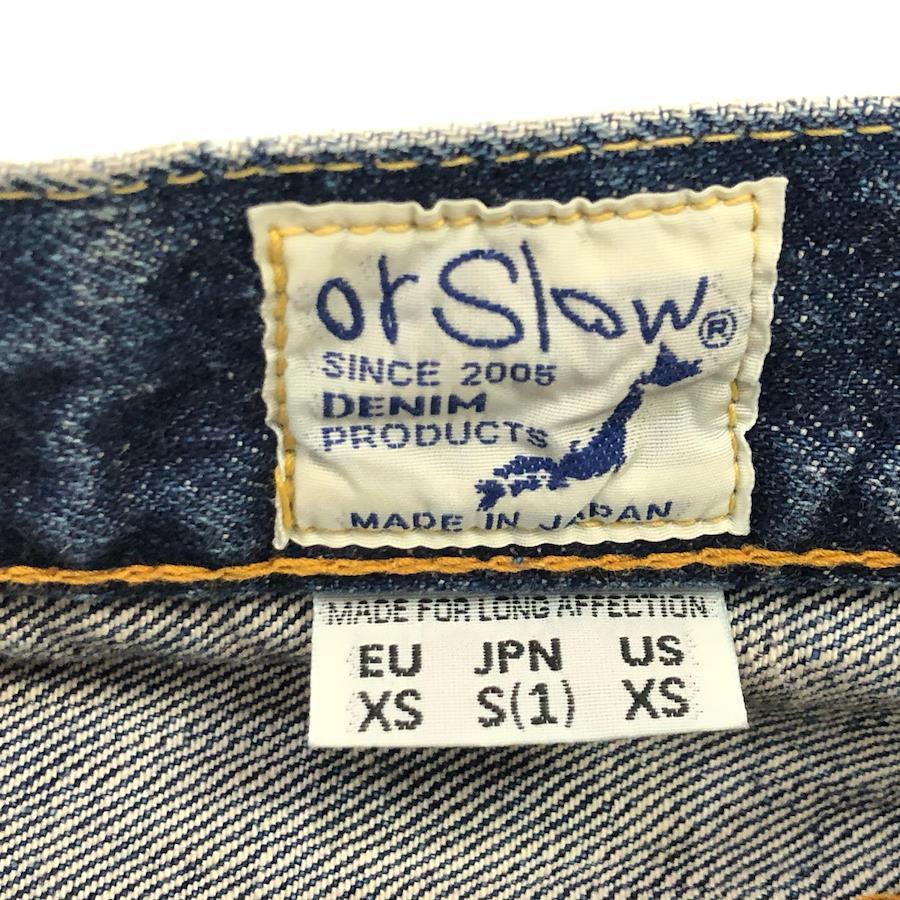 orSlow®
SINCE 2005
DENIM
PRODUCTS
MADE IN JAPAN
MADE FOR LONG AFFECTION
EU JPN US
XS S(1) XS